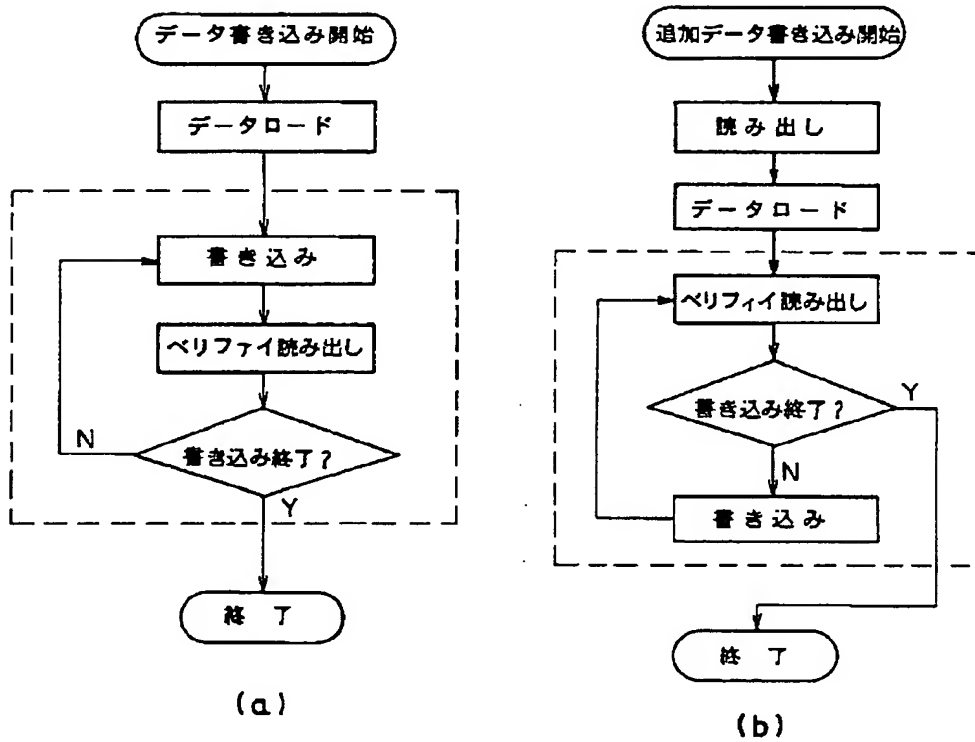 データ書き込み開始
データロード
書き込み
ベリファイ読み出し
書き込み終了?
N
Y
終了
(a)
追加データ書き込み開始
読み出し
データロード
ベリフィイ読み出し
書き込み終了?
Y
N
書き込み
終了
(b)